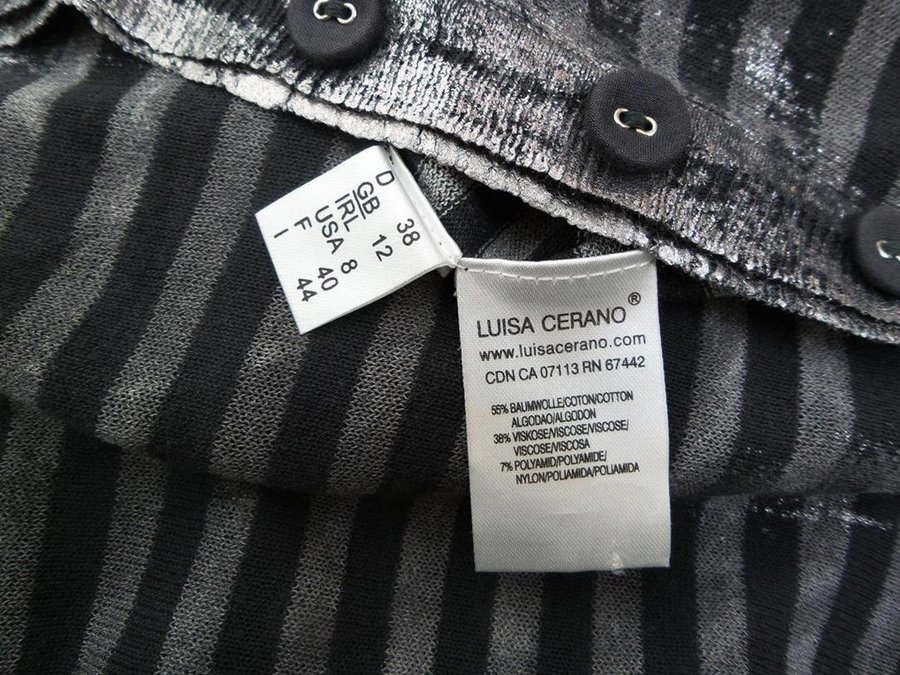 D 38
GB
IRL 12
USA 8
F 40
I 44
LUISA CERANO®
www.luisacerano.com
CDN CA 07113 RN 67442
55% BAUMWOLLE/COTON/COTTON
ALGODAO/ALGODON
38% VISKOSE/VISCOSE/VISCOSE/
VISCOSE/VISCOSA
7% POLYAMID/POLYAMIDE/
NYLON/POLIAMIDA/POLIAMIDA